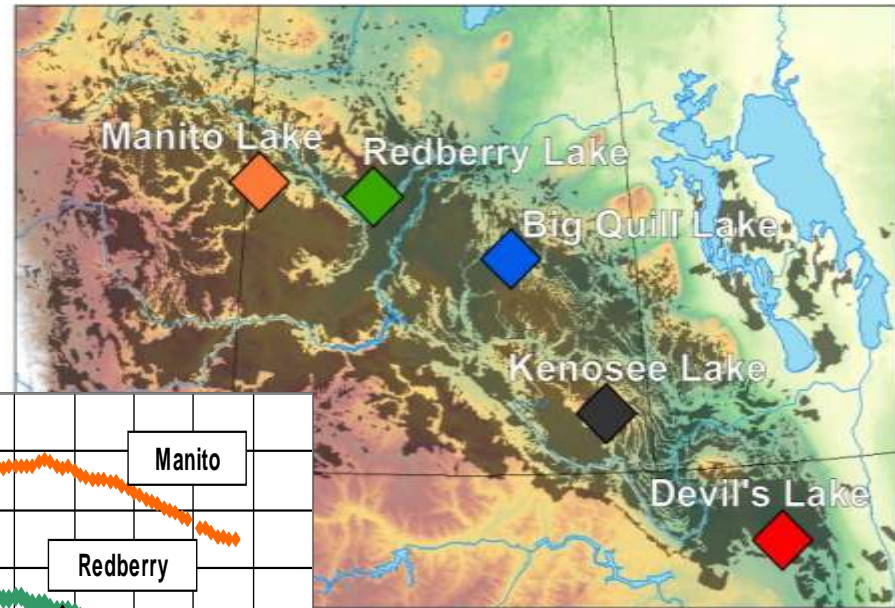 Manito Lake
Redberry Lake
Big Quill Lake
Kenosee Lake
Devil's Lake
Manito
Redberry